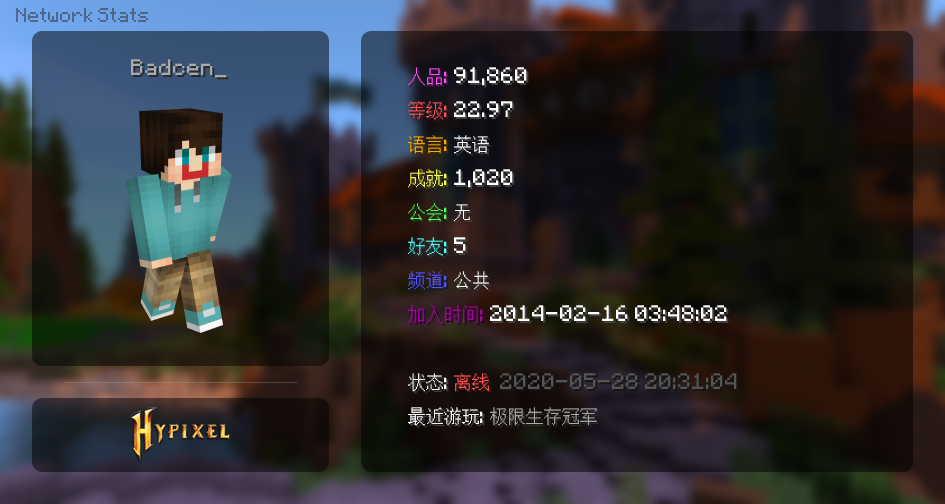 Network Stats
Badcen_
HYPIXEL
人品: 91,860
等级: 22.97
语言: 英语
成就: 1,020
公会: 无
好友: 5
频道: 公共
加入时间: 2014-02-16 03:48:02
状态: 离线 2020-05-28 20:31:04
最近游玩: 极限生存冠军